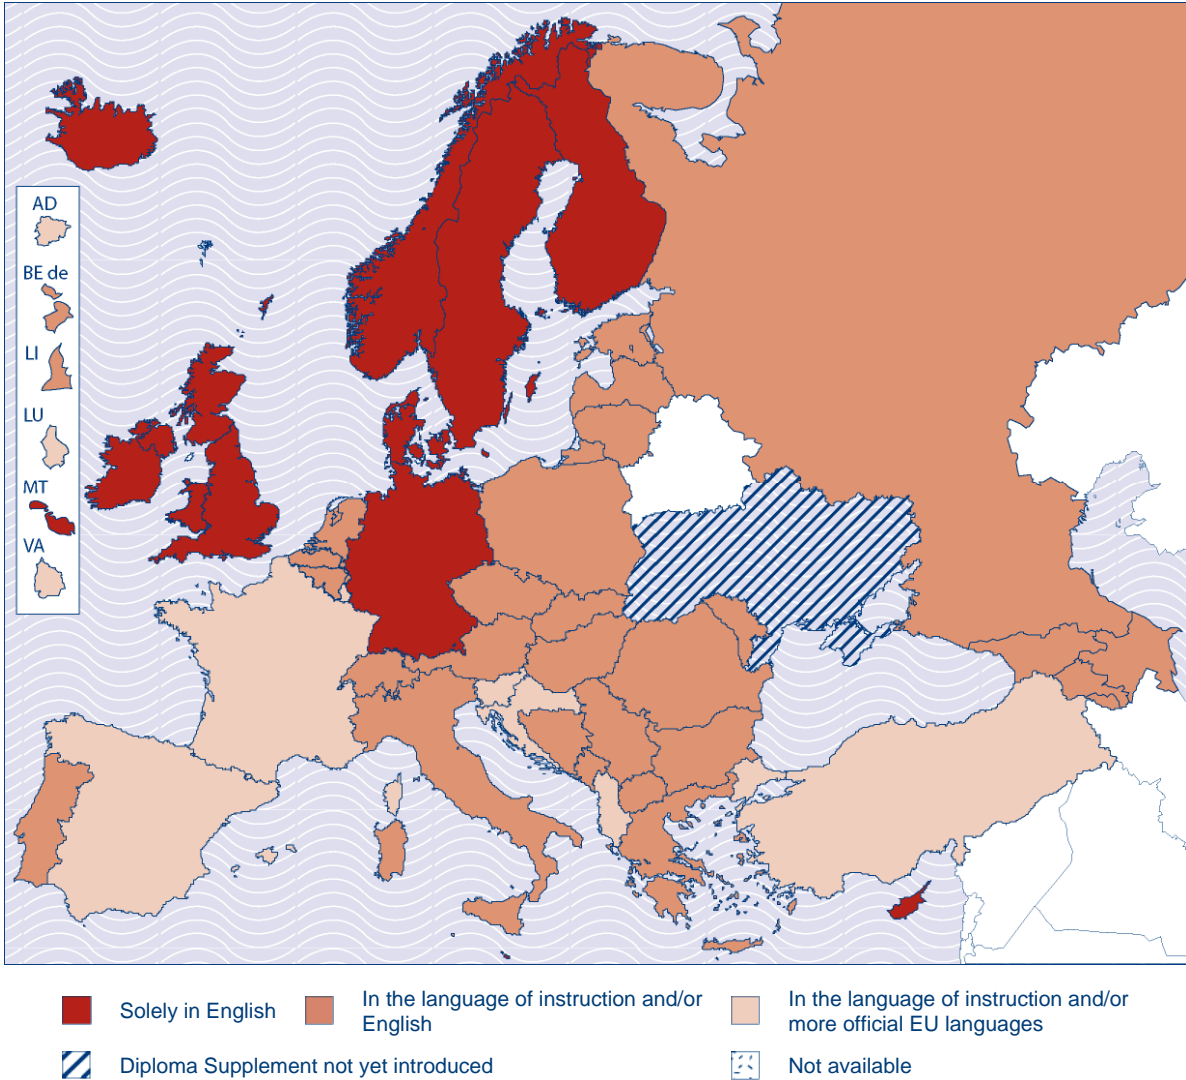 AD
BE de
LI
LU
MT
VA
Solely in English
In the language of instruction and/or
English
In the language of instruction and/or
more official EU languages
Diploma Supplement not yet introduced
Not available